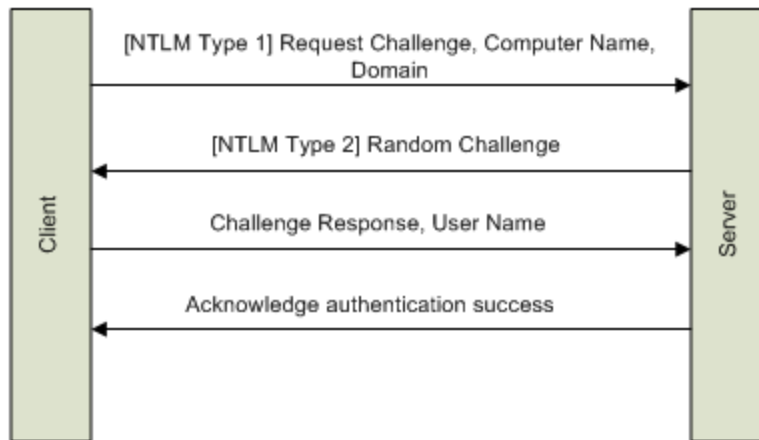 [NTLM Type 1] Request Challenge, Computer Name,
Domain
[NTLM Type 2] Random Challenge
Client
Server
Challenge Response, User Name
Acknowledge authentication success